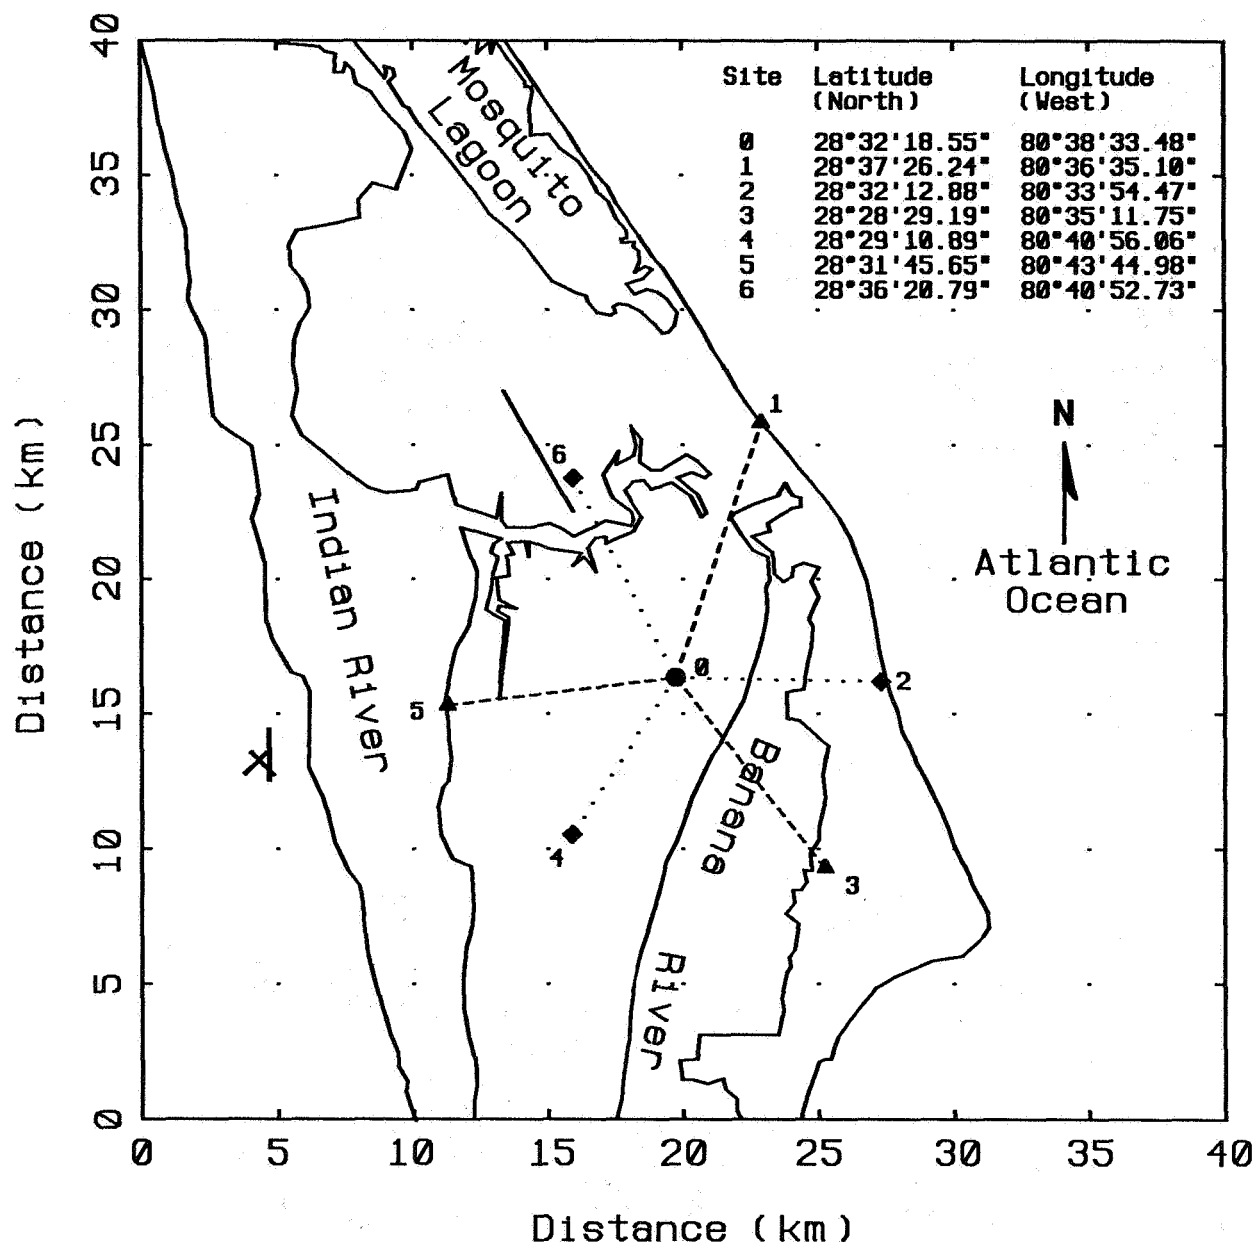 Site Latitude (North) Longitude (West)
0 28°32'18.55" 80°38'33.48"
1 28°37'26.24" 80°36'35.10"
2 28°32'12.88" 80°33'54.47"
3 28°28'29.19" 80°35'11.75"
4 28°29'10.89" 80°40'56.06"
5 28°31'45.65" 80°43'44.98"
6 28°36'20.79" 80°40'52.73"
Mosquito
Lagoon
1
N
6
Indian River
Atlantic
Ocean
0
2
5
Banana
River
4
3
40
35
30
25
20
15
10
5
0
Distance (km)
0 5 10 15 20 25 30 35 40
Distance (km)